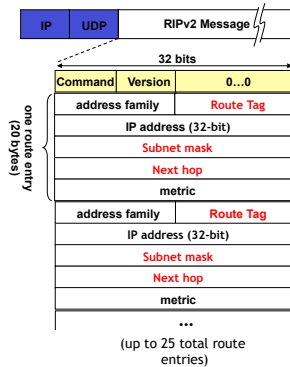 IP UDP RIPv2 Message
32 bits
Command Version 0...0
address family Route Tag
IP address (32-bit)
Subnet mask
Next hop
metric
address family Route Tag
IP address (32-bit)
Subnet mask
Next hop
metric
...
(up to 25 total route
entries)
one route entry
(20 bytes)